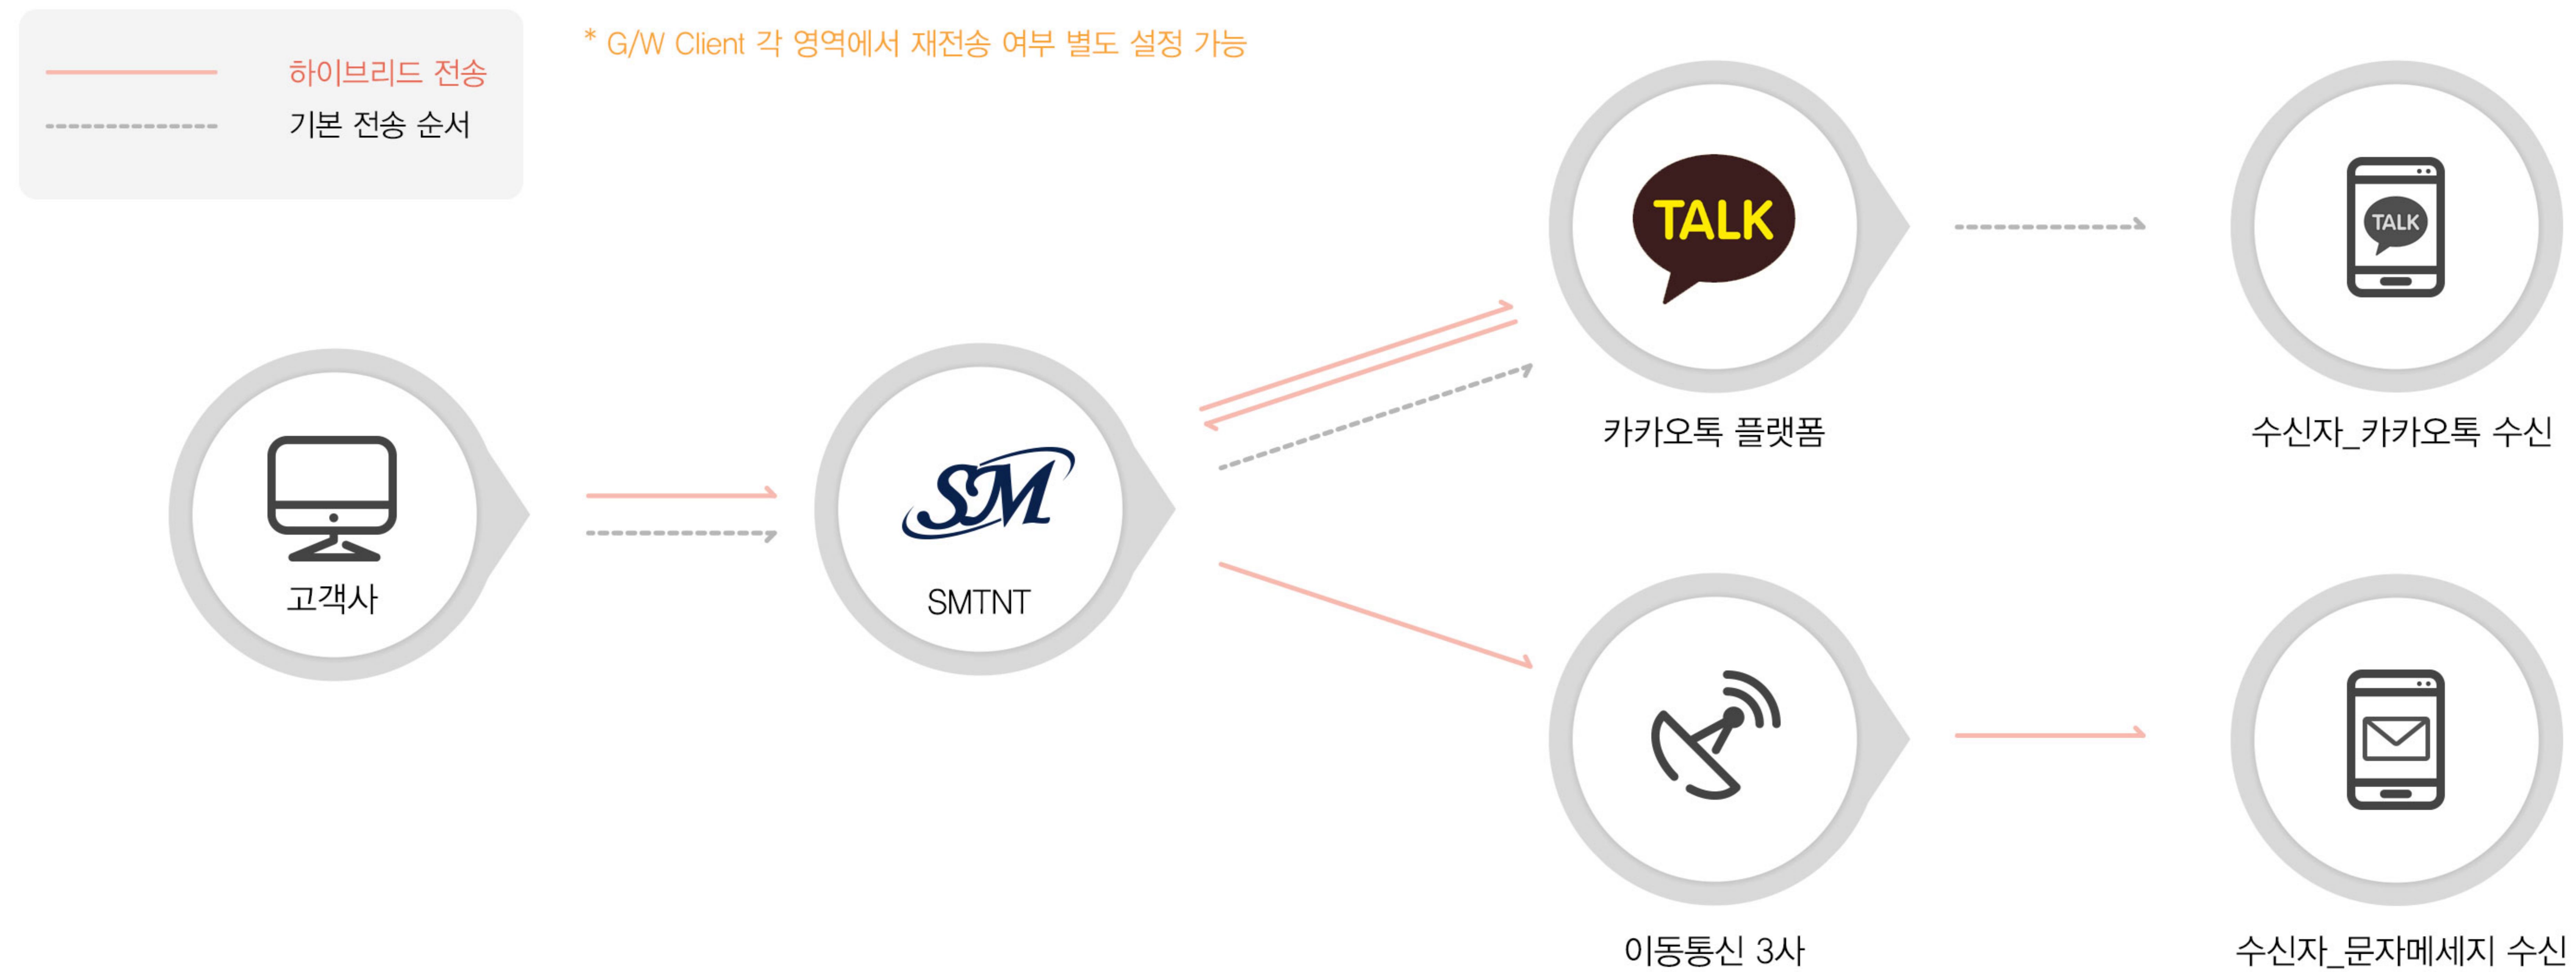 * G/W Client 각 영역에서 재전송 여부 별도 설정 가능
하이브리드 전송
기본 전송 순서
TALK
TALK
카카오톡 플랫폼
수신자_카카오톡 수신
SM
고객사
SMTNT
이동통신 3사
수신자_문자메세지 수신